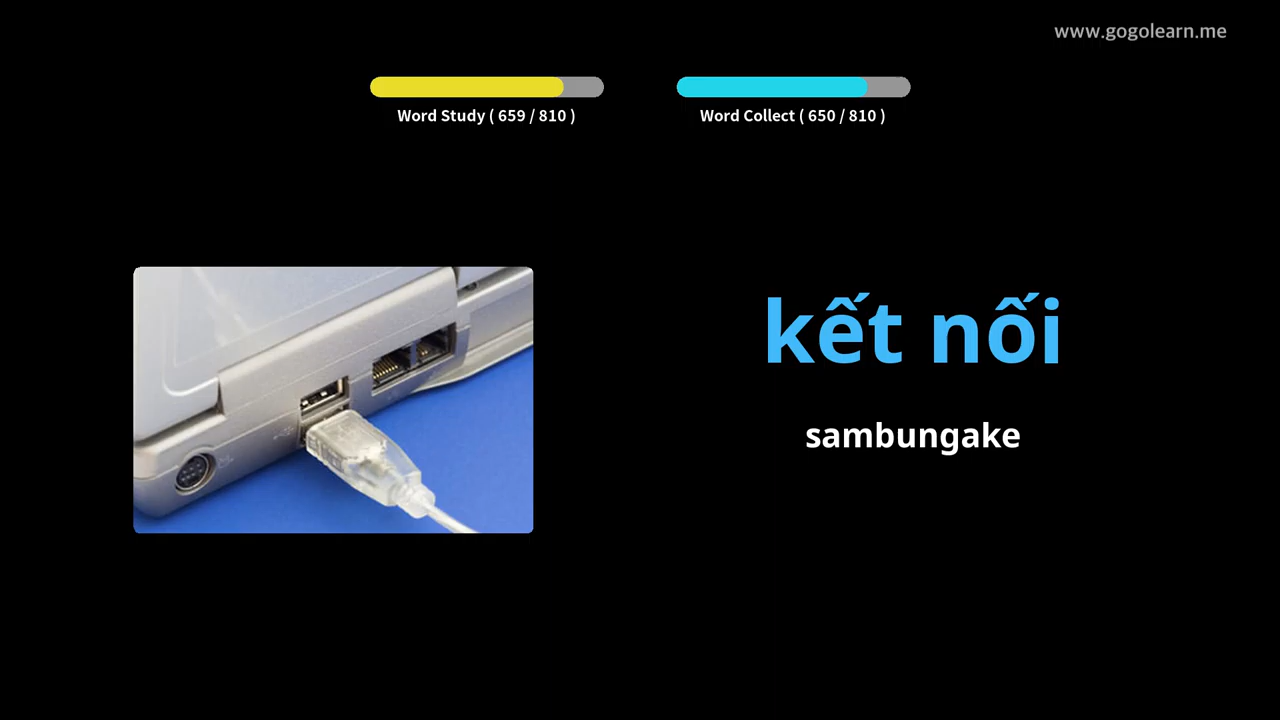 www.gogolearn.me
Word Study ( 659 / 810 )
Word Collect ( 650 / 810 )
kết nối
sambungake